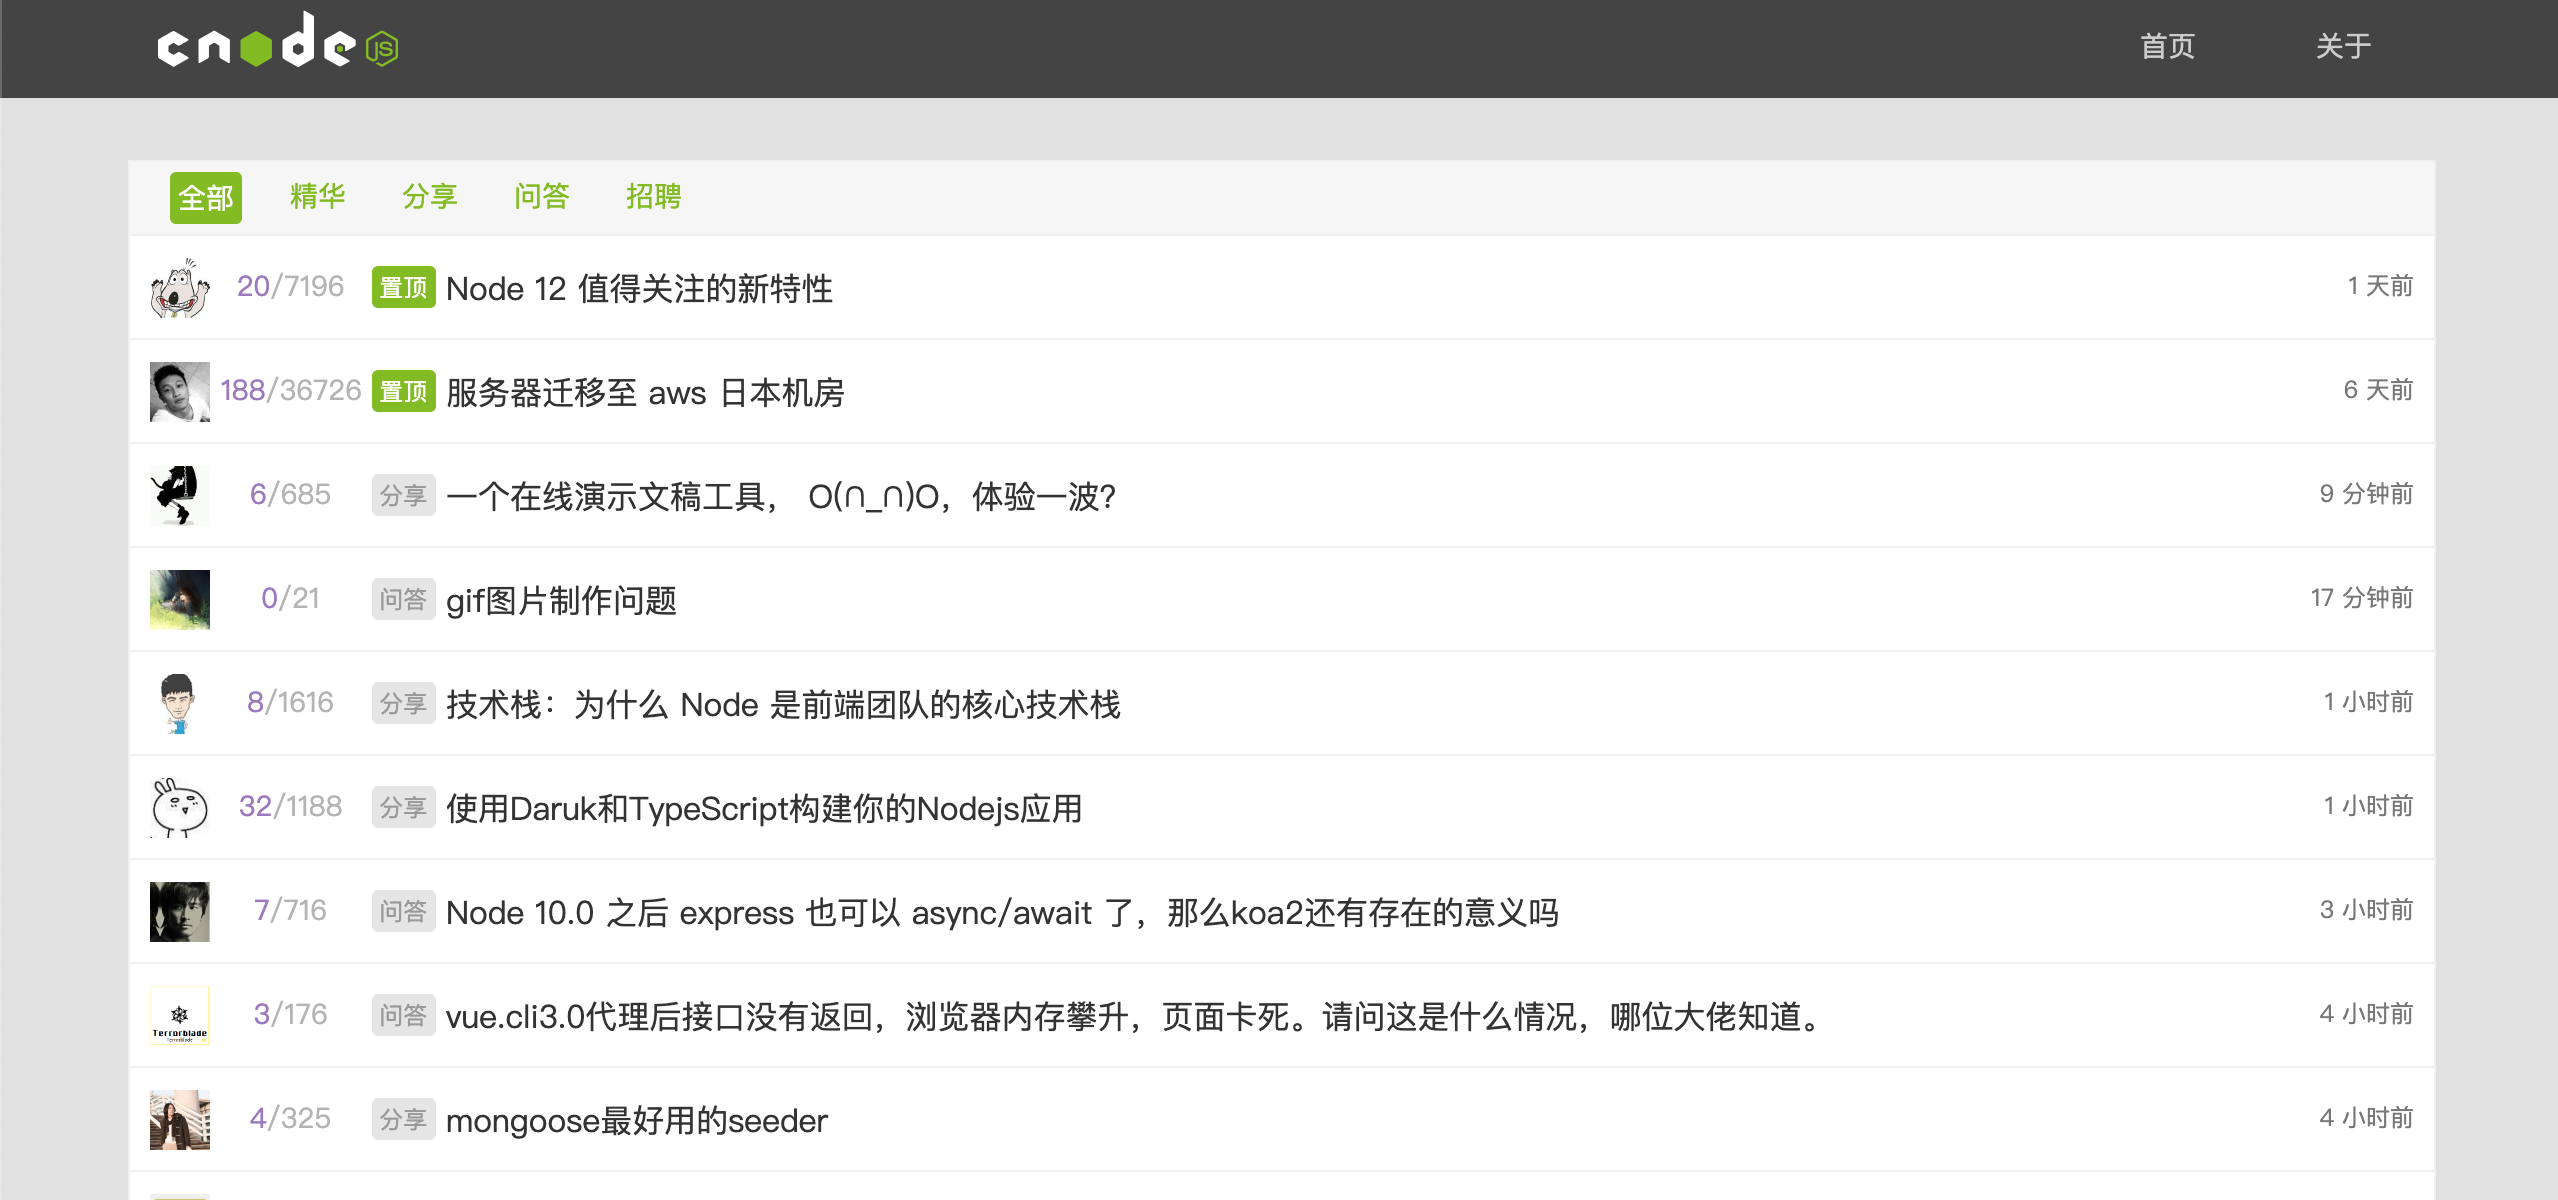 cnode JS
首页 关于
全部 精华 分享 问答 招聘
20/7196 置顶 Node 12 值得关注的新特性 1 天前
188/36726 置顶 服务器迁移至 aws 日本机房 6 天前
6/685 分享 一个在线演示文稿工具， O(∩_∩)O，体验一波？ 9 分钟前
0/21 问答 gif图片制作问题 17 分钟前
8/1616 分享 技术栈：为什么 Node 是前端团队的核心技术栈 1 小时前
32/1188 分享 使用Daruk和TypeScript构建你的Nodejs应用 1 小时前
7/716 问答 Node 10.0 之后 express 也可以 async/await 了，那么koa2还有存在的意义吗 3 小时前
Terrorblade
Terrorblade
3/176 问答 vue.cli3.0代理后接口没有返回，浏览器内存攀升，页面卡死。请问这是什么情况，哪位大佬知道。 4 小时前
4/325 分享 mongoose最好用的seeder 4 小时前